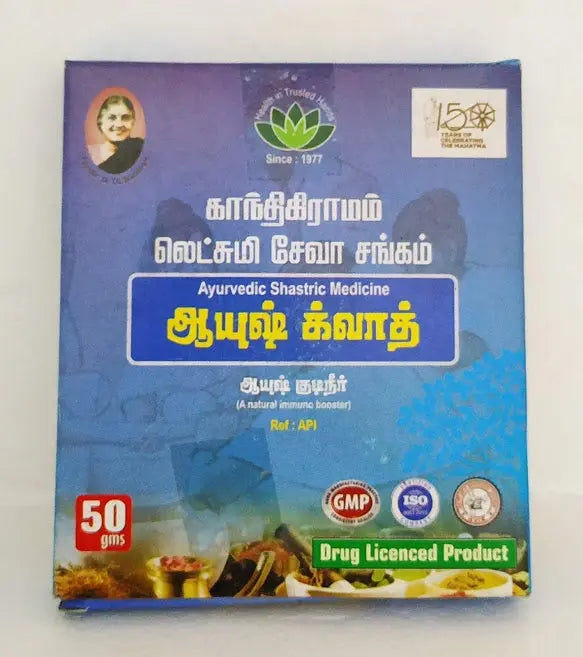 Health in Trusted Hands
Since : 1977
150
YEARS OF
CELEBRATING
THE MAHATMA
காந்திகிராமம்
லெட்சுமி சேவா சங்கம்
Ayurvedic Shastric Medicine
ஆயுஷ் க்வாத்
ஆயுஷ் குடிநீர்
(A natural immuno booster)
Ref : API
50
gms
GMP
ISO
Drug Licenced Product